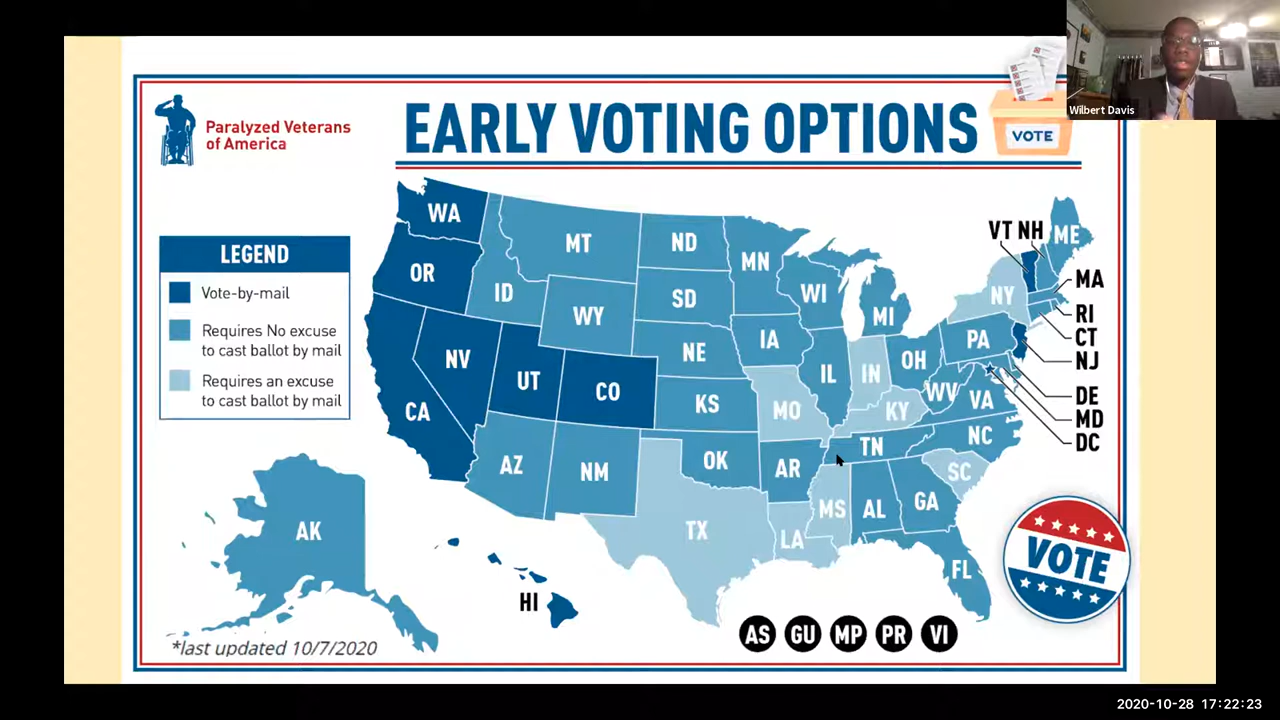 Wilbert Davis
Paralyzed Veterans
of America
EARLY VOTING OPTIONS
VOTE
LEGEND
Vote-by-mail
Requires No excuse
to cast ballot by mail
Requires an excuse
to cast ballot by mail
WA
OR
CA
NV
ID
MT
WY
UT
CO
AZ
NM
ND
SD
NE
KS
OK
TX
MN
IA
MO
AR
LA
WI
IL
MI
IN
OH
KY
TN
MS
AL
GA
FL
SC
NC
VA
WV
PA
NY
VT
NH
ME
MA
RI
CT
NJ
DE
MD
DC
AK
HI
AS
GU
MP
PR
VI
VOTE
*last updated 10/7/2020
2020-10-28 17:22:23